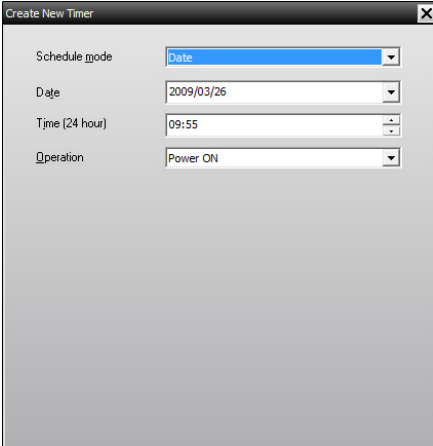 Create New Timer
Schedule mode Date
Date 2009/03/26
Time (24 hour) 09:55
Operation Power ON